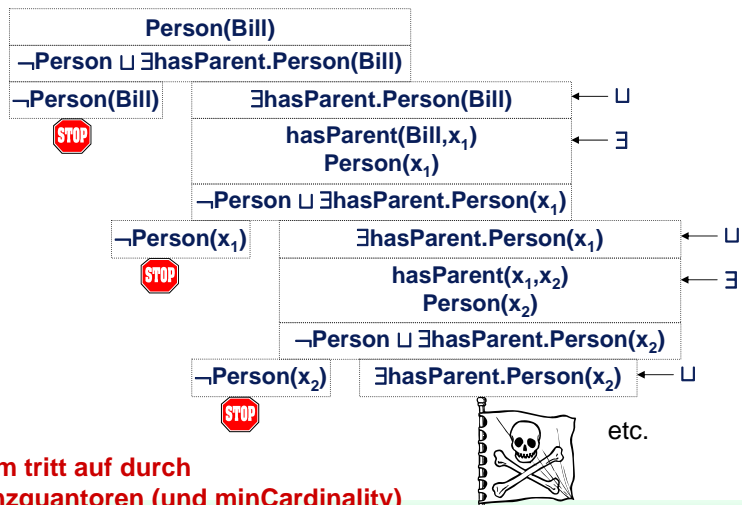 Person(Bill)
¬Person ⊔ ∃hasParent.Person(Bill)
¬Person(Bill) ∃hasParent.Person(Bill) ⊔
STOP
hasParent(Bill,x₁) ∃
Person(x₁)
¬Person ⊔ ∃hasParent.Person(x₁)
¬Person(x₁) ∃hasParent.Person(x₁) ⊔
STOP
hasParent(x₁,x₂) ∃
Person(x₂)
¬Person ⊔ ∃hasParent.Person(x₂)
¬Person(x₂) ∃hasParent.Person(x₂) ⊔
STOP
etc.
tritt auf durch
(und minCardinality)